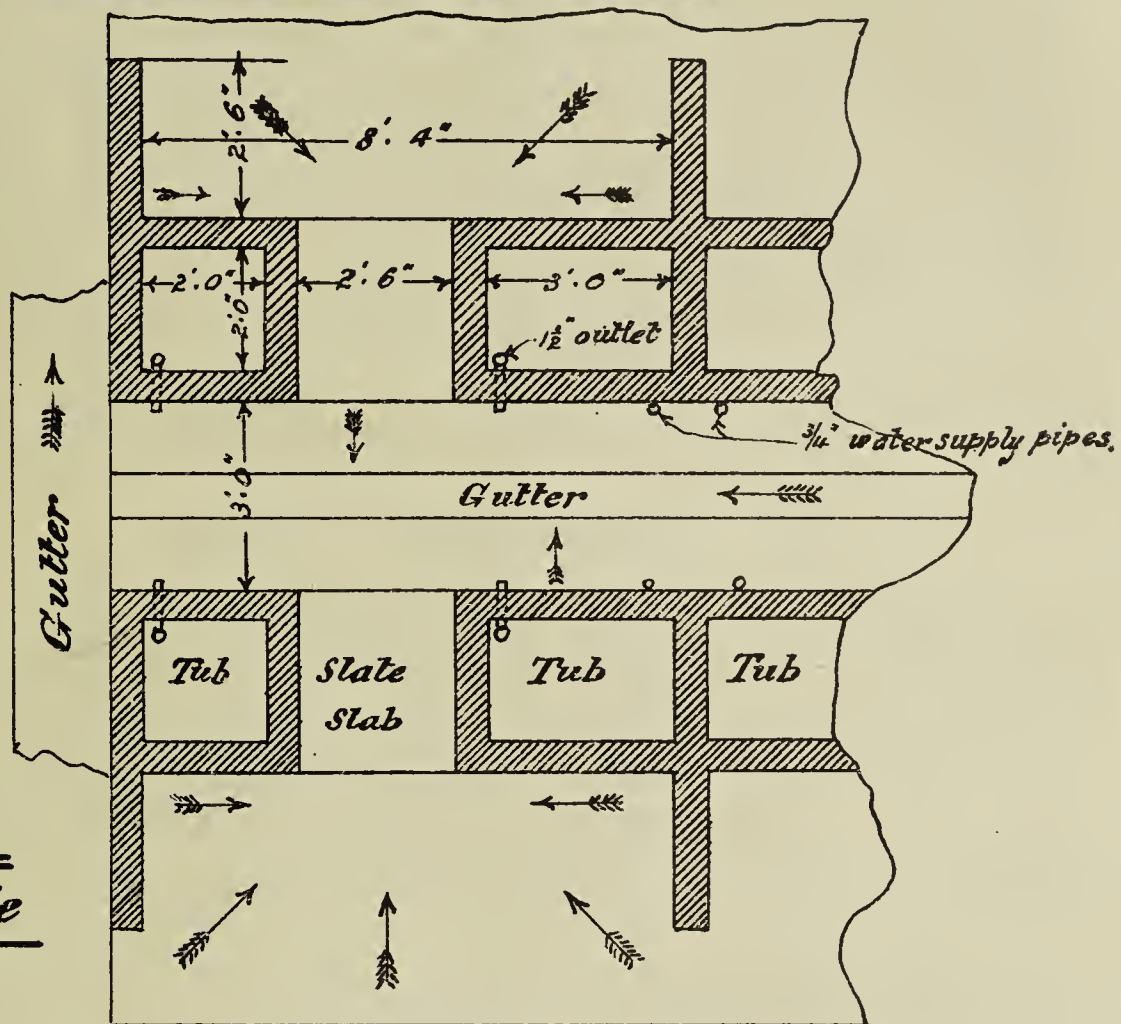 2'. 6"
8'. 4"
2'. 0"
2'. 6"
3'. 0"
2'. 0"
1½" outlet
¾" water supply pipes.
3'. 0"
Gutter
Gutter
Tub
Slate
Slab
Tub
Tub